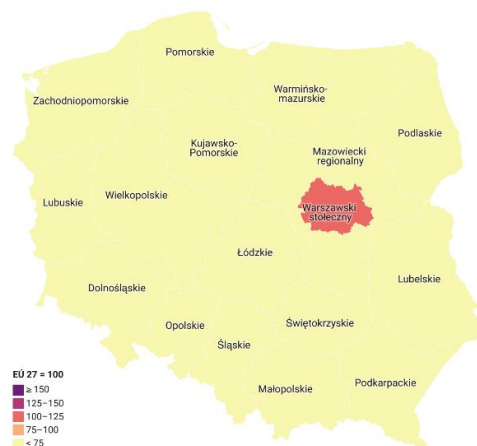 Pomorskie
Warmińsko-
mazurskie
Zachodniopomorskie
Podlaskie
Kujawsko-
Pomorskie
Mazowiecki
regionalny
Lubuskie
Wielkopolskie
Warszawski
stołeczny
Łódzkie
Lubelskie
Dolnośląskie
Opolskie
Świętokrzyskie
Śląskie
Małopolskie
Podkarpackie
EÚ 27 = 100
≥ 150
125–150
100–125
75–100
< 75